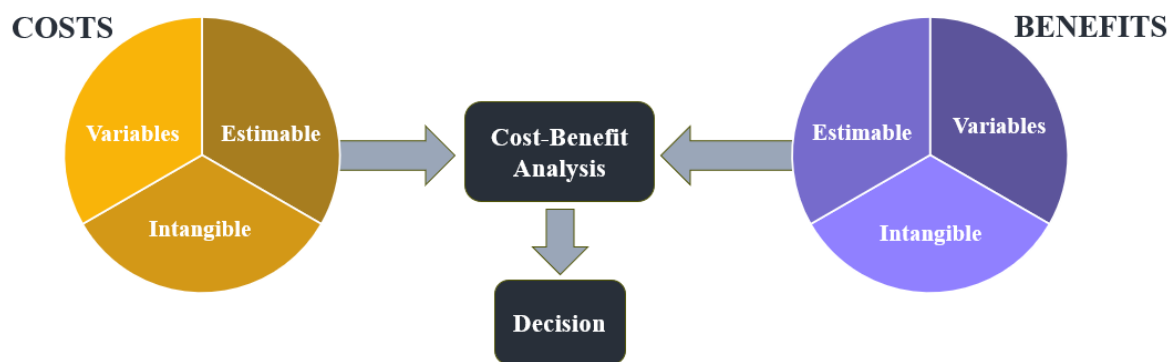 COSTS
BENEFITS
Variables
Estimable
Intangible
Cost-Benefit
Analysis
Estimable
Variables
Intangible
Decision